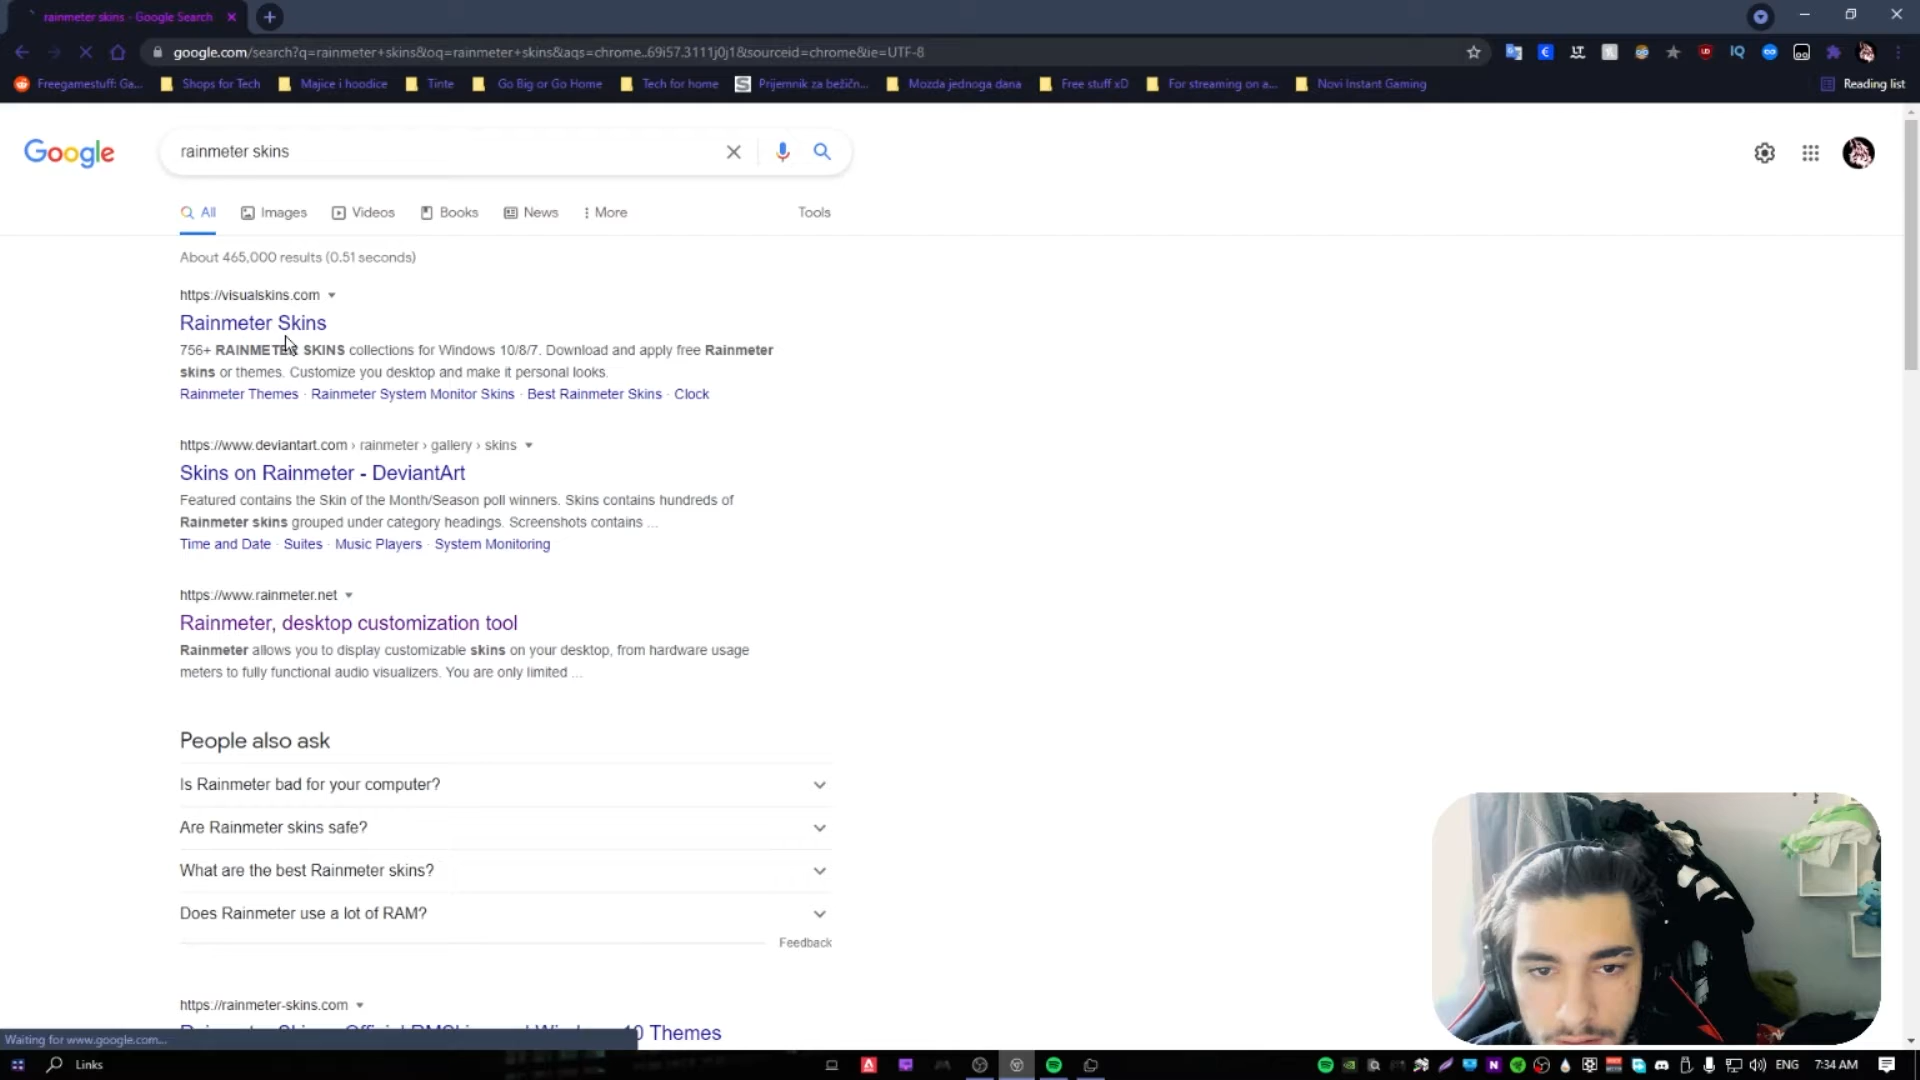 rainmeter skins - Google Search
google.com/search?q=rainmeter+skins&oq=rainmeter+skins&aqs=chrome..69i57.3111j0j1&sourceid=chrome&ie=UTF-8
Freegamestuff: Ga... Shops for Tech Majice i hoodice Tinte Go Big or Go Home Tech for home Prijemnik za bežičn... Mozda jednoga dana Free stuff xD For streaming on a... Novi Instant Gaming Reading list
Google rainmeter skins
All Images Videos Books News More Tools
About 465,000 results (0.51 seconds)
https://visualskins.com
Rainmeter Skins
756+ RAINMETER SKINS collections for Windows 10/8/7. Download and apply free Rainmeter
skins or themes. Customize you desktop and make it personal looks.
Rainmeter Themes · Rainmeter System Monitor Skins · Best Rainmeter Skins · Clock
https://www.deviantart.com › rainmeter › gallery › skins
Skins on Rainmeter - DeviantArt
Featured contains the Skin of the Month/Season poll winners. Skins contains hundreds of
Rainmeter skins grouped under category headings. Screenshots contains ...
Time and Date · Suites · Music Players · System Monitoring
https://www.rainmeter.net
Rainmeter, desktop customization tool
Rainmeter allows you to display customizable skins on your desktop, from hardware usage
meters to fully functional audio visualizers. You are only limited ...
People also ask
Is Rainmeter bad for your computer?
Are Rainmeter skins safe?
What are the best Rainmeter skins?
Does Rainmeter use a lot of RAM?
Feedback
https://rainmeter-skins.com
0 Themes
Waiting for www.google.com...
Links ENG 7:34 AM